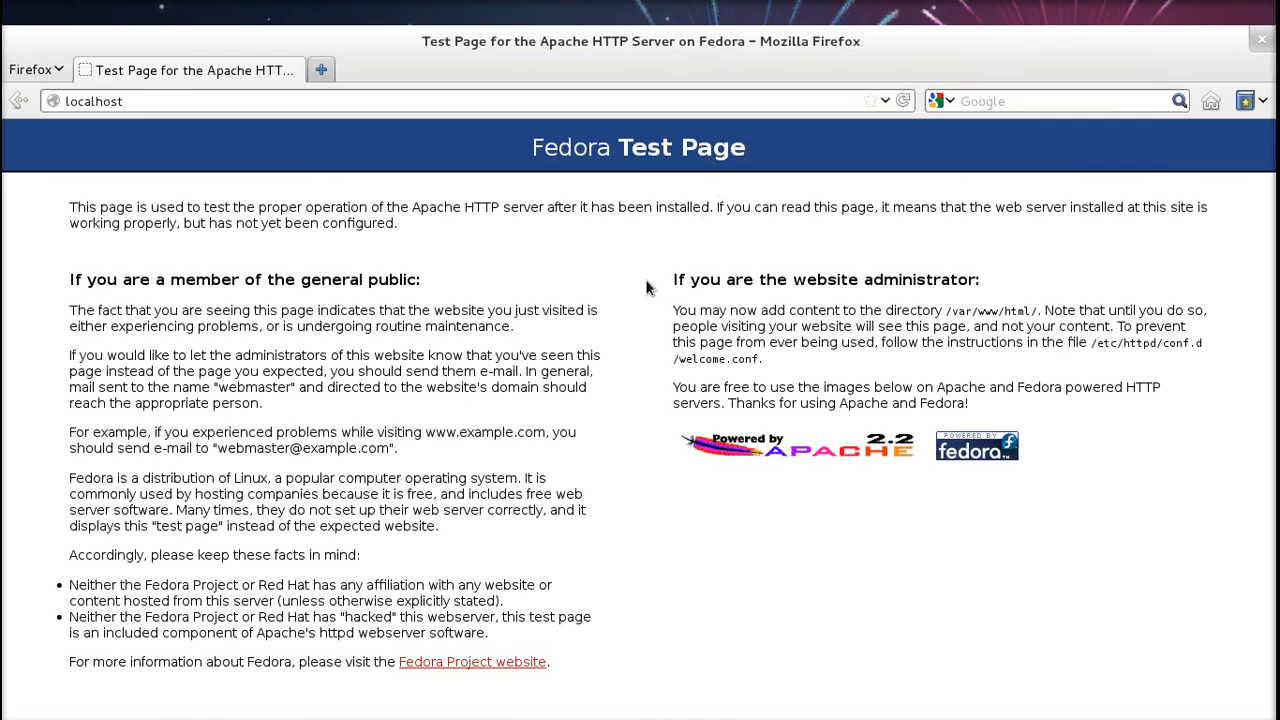 Test Page for the Apache HTTP Server on Fedora – Mozilla Firefox
Firefox
Test Page for the Apache HTT...
localhost
Google
Fedora Test Page
This page is used to test the proper operation of the Apache HTTP server after it has been installed. If you can read this page, it means that the web server installed at this site is
working properly, but has not yet been configured.
If you are a member of the general public:
The fact that you are seeing this page indicates that the website you just visited is
either experiencing problems, or is undergoing routine maintenance.
If you would like to let the administrators of this website know that you've seen this
page instead of the page you expected, you should send them e-mail. In general,
mail sent to the name "webmaster" and directed to the website's domain should
reach the appropriate person.
For example, if you experienced problems while visiting www.example.com, you
should send e-mail to "webmaster@example.com".
Fedora is a distribution of Linux, a popular computer operating system. It is
commonly used by hosting companies because it is free, and includes free web
server software. Many times, they do not set up their web server correctly, and it
displays this "test page" instead of the expected website.
Accordingly, please keep these facts in mind:
• Neither the Fedora Project or Red Hat has any affiliation with any website or
content hosted from this server (unless otherwise explicitly stated).
• Neither the Fedora Project or Red Hat has "hacked" this webserver, this test page
is an included component of Apache's httpd webserver software.
For more information about Fedora, please visit the Fedora Project website.
If you are the website administrator:
You may now add content to the directory /var/www/html/. Note that until you do so,
people visiting your website will see this page, and not your content. To prevent
this page from ever being used, follow the instructions in the file /etc/httpd/conf.d
/welcome.conf.
You are free to use the images below on Apache and Fedora powered HTTP
servers. Thanks for using Apache and Fedora!
Powered by
2.2
APACHE
POWERED BY
fedora